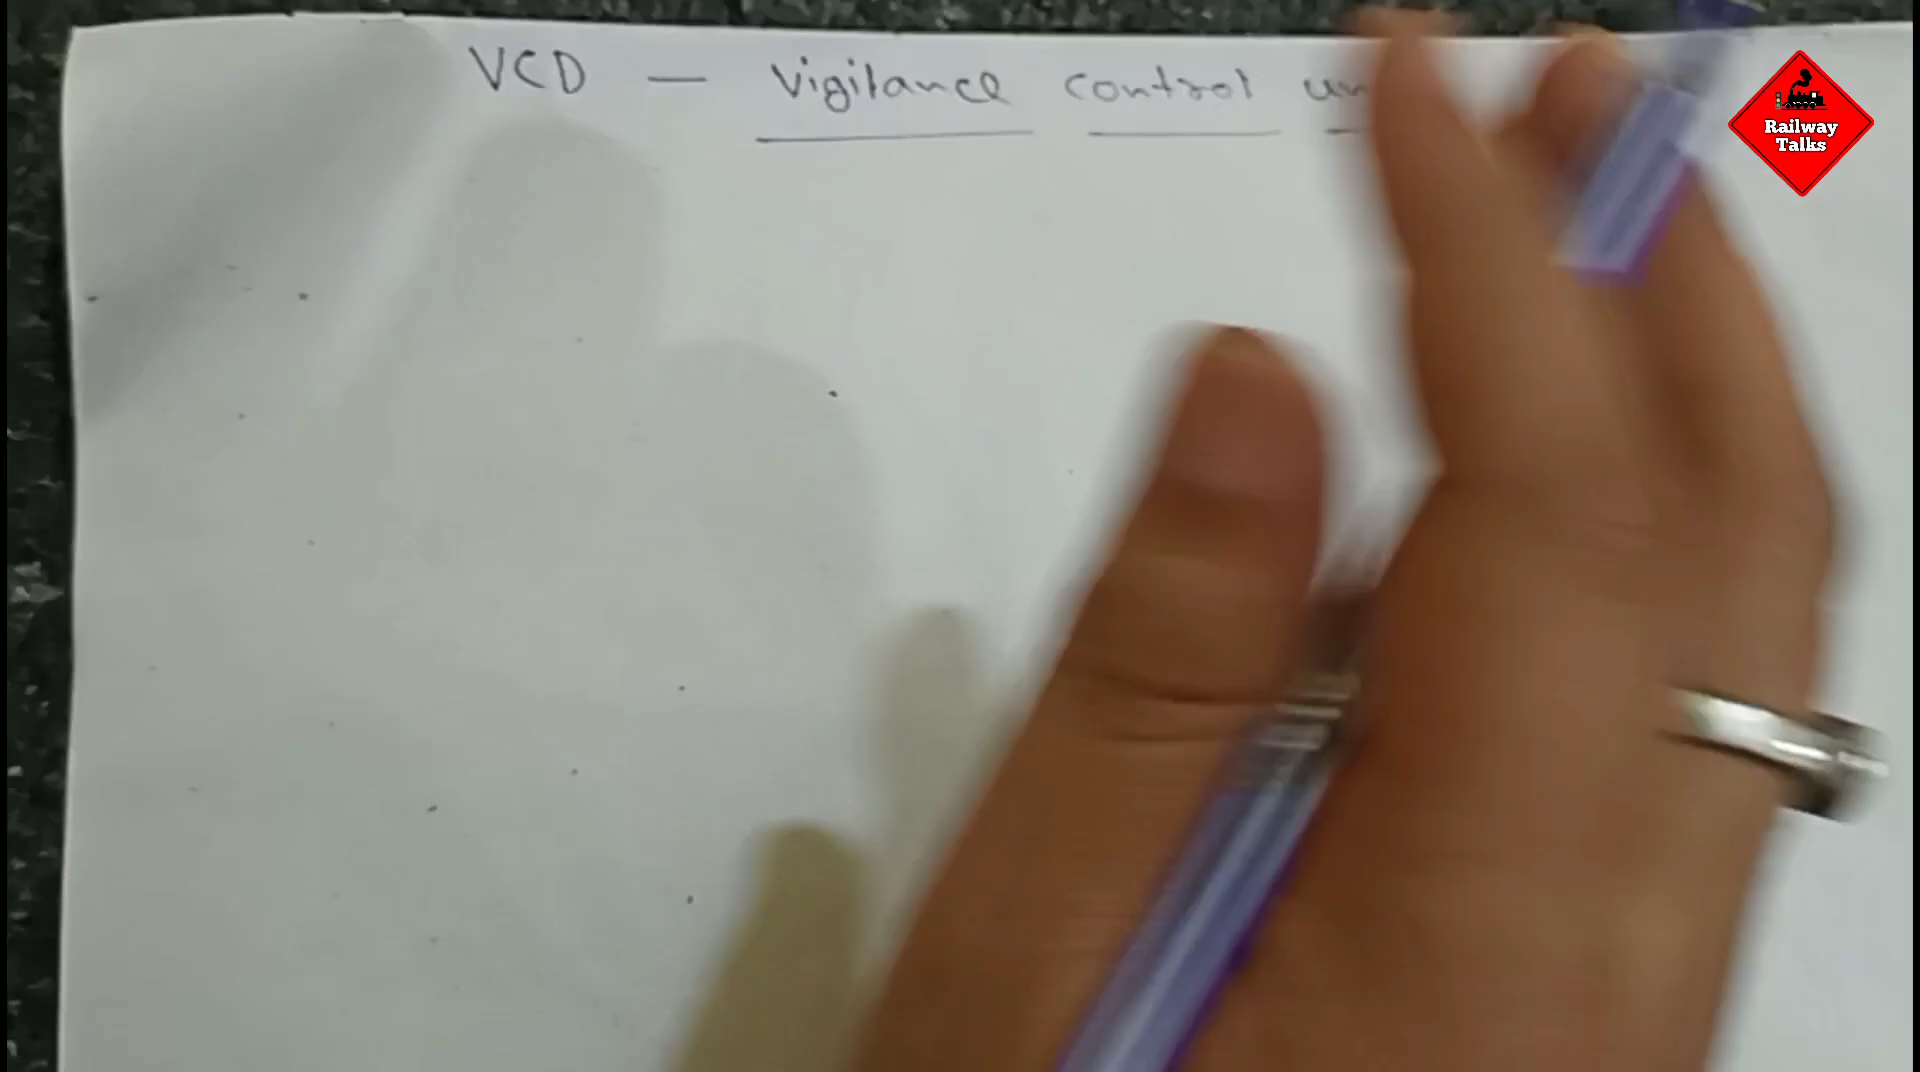 VCD — Vigilance control
Railway
Talks